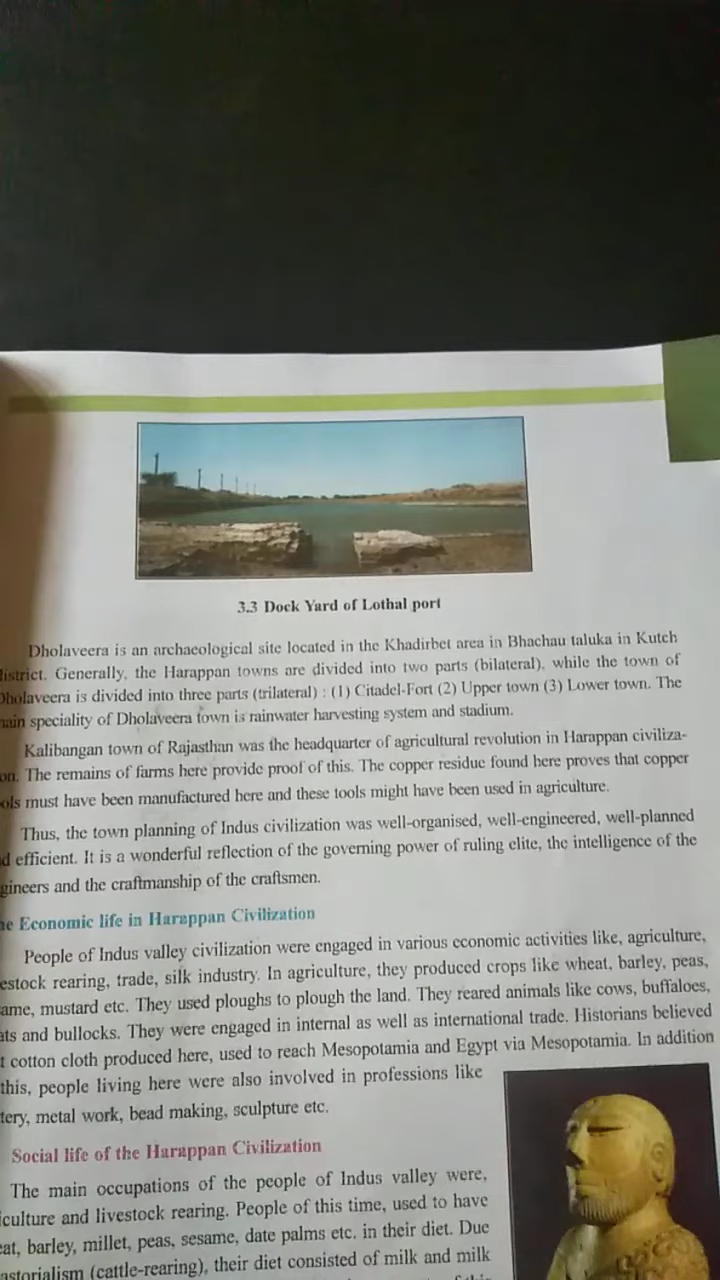 3.3 Dock Yard of Lothal port
Dholaveera is an archaeological site located in the Khadirbet area in Bhachau taluka in Kutch
district. Generally, the Harappan towns are divided into two parts (bilateral), while the town of
Dholaveera is divided into three parts (trilateral) : (1) Citadel-Fort (2) Upper town (3) Lower town. The
main speciality of Dholaveera town is rainwater harvesting system and stadium.
Kalibangan town of Rajasthan was the headquarter of agricultural revolution in Harappan civiliza-
on. The remains of farms here provide proof of this. The copper residue found here proves that copper
ols must have been manufactured here and these tools might have been used in agriculture.
Thus, the town planning of Indus civilization was well-organised, well-engineered, well-planned
d efficient. It is a wonderful reflection of the governing power of ruling elite, the intelligence of the
gineers and the craftmanship of the craftsmen.
he Economic life in Harappan Civilization
People of Indus valley civilization were engaged in various economic activities like, agriculture,
estock rearing, trade, silk industry. In agriculture, they produced crops like wheat, barley, peas,
ame, mustard etc. They used ploughs to plough the land. They reared animals like cows, buffaloes,
ats and bullocks. They were engaged in internal as well as international trade. Historians believed
t cotton cloth produced here, used to reach Mesopotamia and Egypt via Mesopotamia. In addition
this, people living here were also involved in professions like
tery, metal work, bead making, sculpture etc.
Social life of the Harappan Civilization
The main occupations of the people of Indus valley were,
iculture and livestock rearing. People of this time, used to have
eat, barley, millet, peas, sesame, date palms etc. in their diet. Due
astorialism (cattle-rearing), their diet consisted of milk and milk